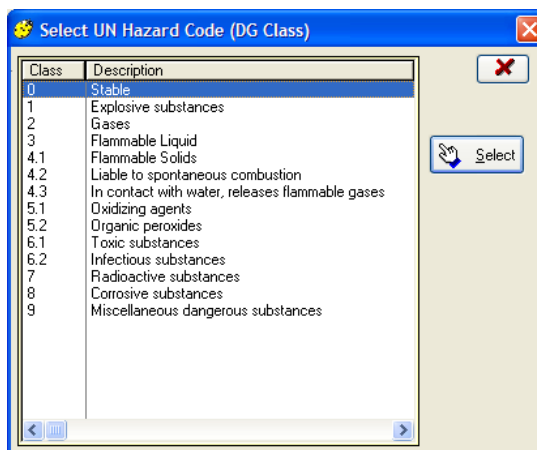 Select UN Hazard Code (DG Class)
Class Description
0 Stable
1 Explosive substances
2 Gases
3 Flammable Liquid
4.1 Flammable Solids
4.2 Liable to spontaneous combustion
4.3 In contact with water, releases flammable gases
5.1 Oxidizing agents
5.2 Organic peroxides
6.1 Toxic substances
6.2 Infectious substances
7 Radioactive substances
8 Corrosive substances
9 Miscellaneous dangerous substances
Select